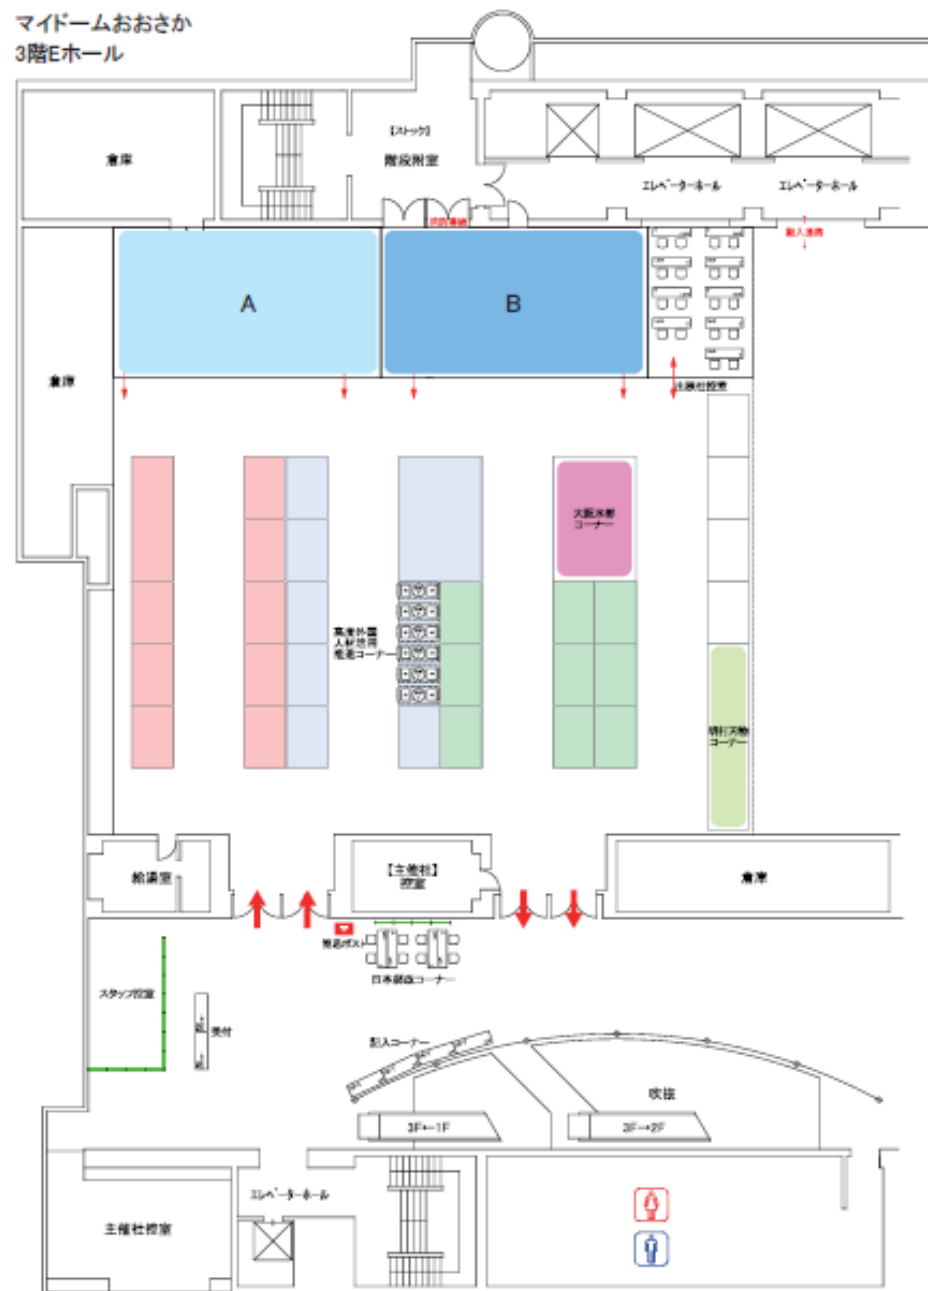 マイドームおおさか
3階Eホール
倉庫
【ストック】
階段附室
エレベーターホール
エレベーターホール
搬入通路
A
B
倉庫
出展社控室
大阪水都
コーナー
高度外国
人材活用
推進コーナー
コーナー
給湯室
【主催社】
控室
倉庫
郵便ポスト
日本郵政コーナー
スタッフ控室
受付
記入コーナー
吹抜
3F←1F
3F→2F
エレベーターホール
主催社控室